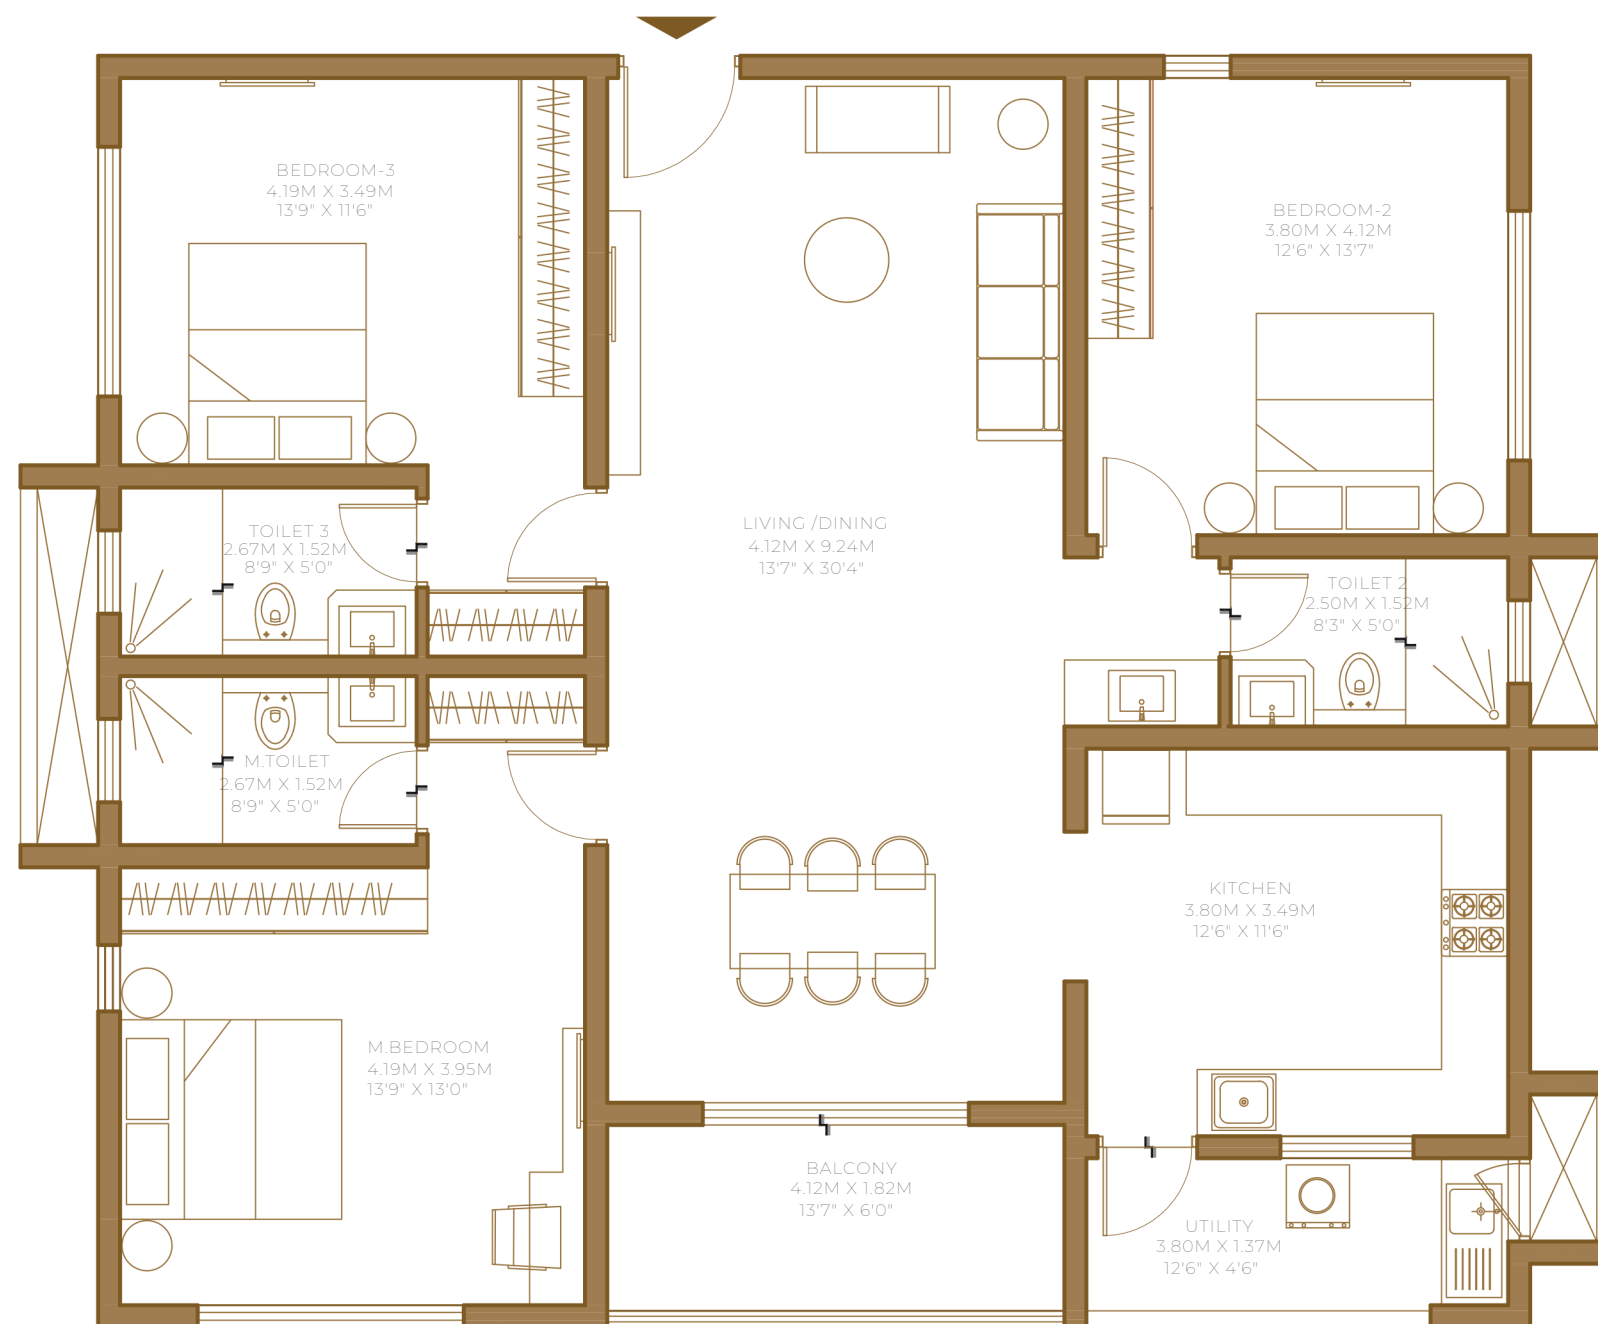 BEDROOM-3
4.19M X 3.49M
13'9" X 11'6"
BEDROOM-2
3.80M X 4.12M
12'6" X 13'7"
LIVING /DINING
4.12M X 9.24M
13'7" X 30'4"
TOILET 3
2.67M X 1.52M
8'9" X 5'0"
TOILET 2
2.50M X 1.52M
8'3" X 5'0"
M.TOILET
2.67M X 1.52M
8'9" X 5'0"
KITCHEN
3.80M X 3.49M
12'6" X 11'6"
M.BEDROOM
4.19M X 3.95M
13'9" X 13'0"
BALCONY
4.12M X 1.82M
13'7" X 6'0"
UTILITY
3.80M X 1.37M
12'6" X 4'6"